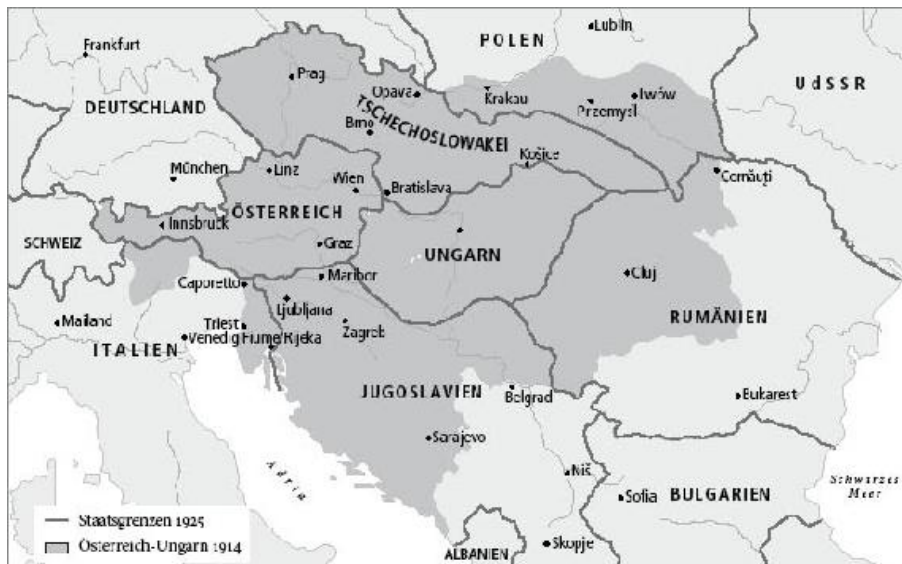 Lublin
POLEN
Frankfurt
UdSSR
Prag
Opava
Krakau
Lwów
Przemysl
DEUTSCHLAND
TSCHECHOSLOWAKEI
Brno
Košice
München
Linz
Wien
Bratislava
Cernăuţi
ÖSTERREICH
Innsbruck
SCHWEIZ
Graz
UNGARN
Cluj
Caporetto
Maribor
Ljubljana
Mailand
Triest
Zagreb
RUMÄNIEN
Venedig
Fiume/Rijeka
ITALIEN
JUGOSLAVIEN
Belgrad
Bukarest
Sarajevo
Adria
Niš
Sofia
BULGARIEN
Schwarzes
Meer
Staatsgrenzen 1925
Österreich-Ungarn 1914
ALBANIEN
Skopje